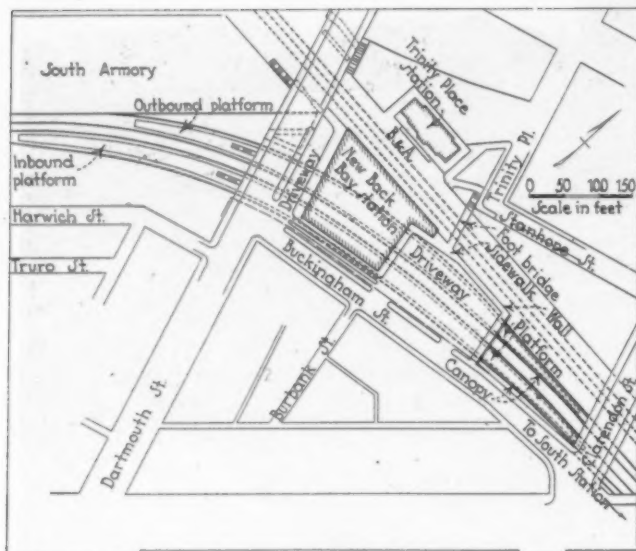 South Armory
Outbound platform
Inbound
platform
Harwich St.
Truro St.
Driveway
New Back
Bay Station
B.&A.
Trinity Place
Station
Trinity Pl.
Stanhope St.
0 50 100 150
Scale in feet
Foot bridge
Sidewalk
Wall
Driveway
Buckingham
St.
Burbank St.
Dartmouth St.
Platform
Canopy
Clarendon St.
To South Station